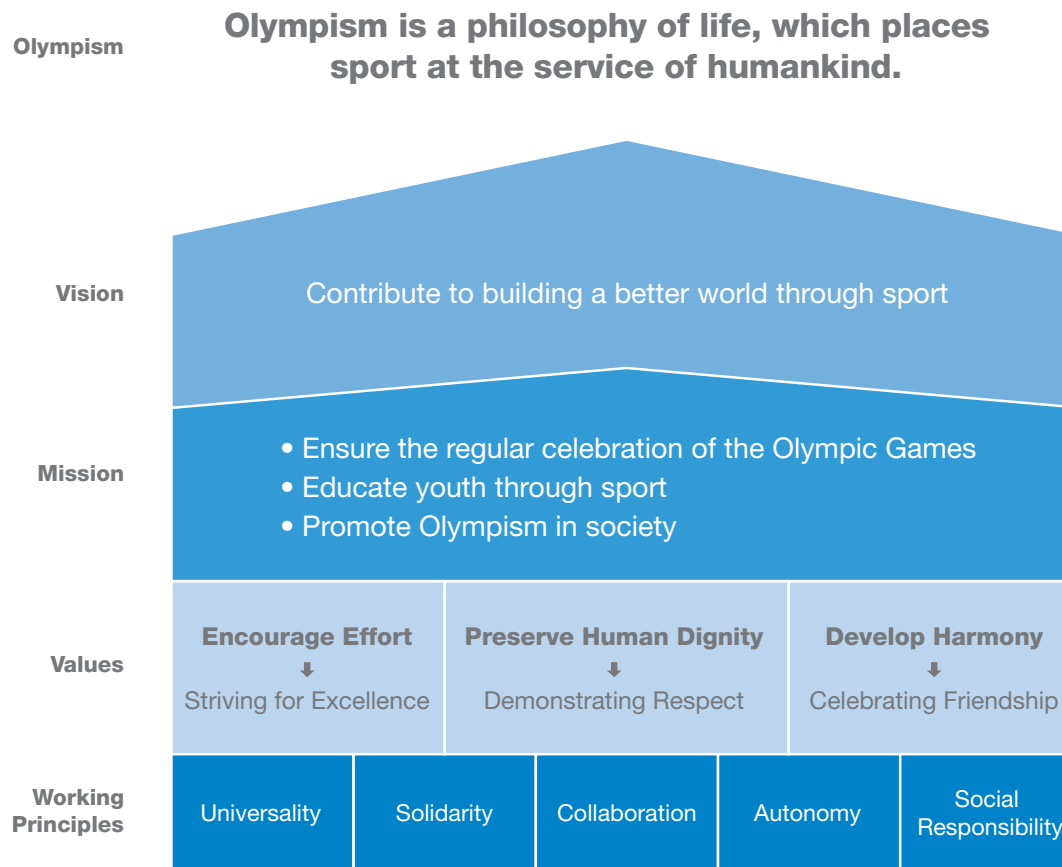 Olympism
Olympism is a philosophy of life, which places
sport at the service of humankind.
Vision
Contribute to building a better world through sport
Mission
• Ensure the regular celebration of the Olympic Games
• Educate youth through sport
• Promote Olympism in society
Values
Encourage Effort
Striving for Excellence
Preserve Human Dignity
Demonstrating Respect
Develop Harmony
Celebrating Friendship
Working
Principles
Universality
Solidarity
Collaboration
Autonomy
Social
Responsibility